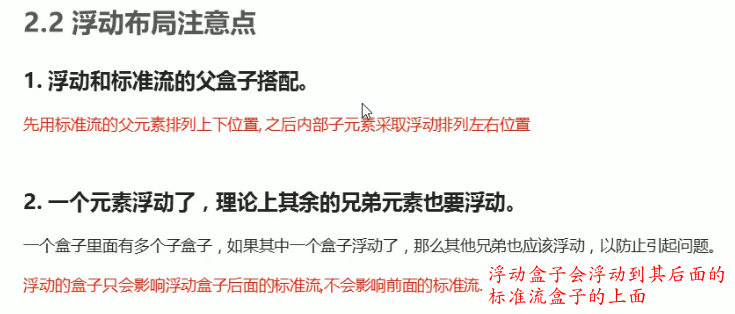 2.2 浮动布局注意点
1. 浮动和标准流的父盒子搭配。
先用标准流的父元素排列上下位置, 之后内部子元素采取浮动排列左右位置
2. 一个元素浮动了，理论上其余的兄弟元素也要浮动。
一个盒子里面有多个子盒子，如果其中一个盒子浮动了，那么其他兄弟也应该浮动，以防止引起问题。
浮动的盒子只会影响浮动盒子后面的标准流,不会影响前面的标准流.
浮动盒子会浮动到其后面的
标准流盒子的上面